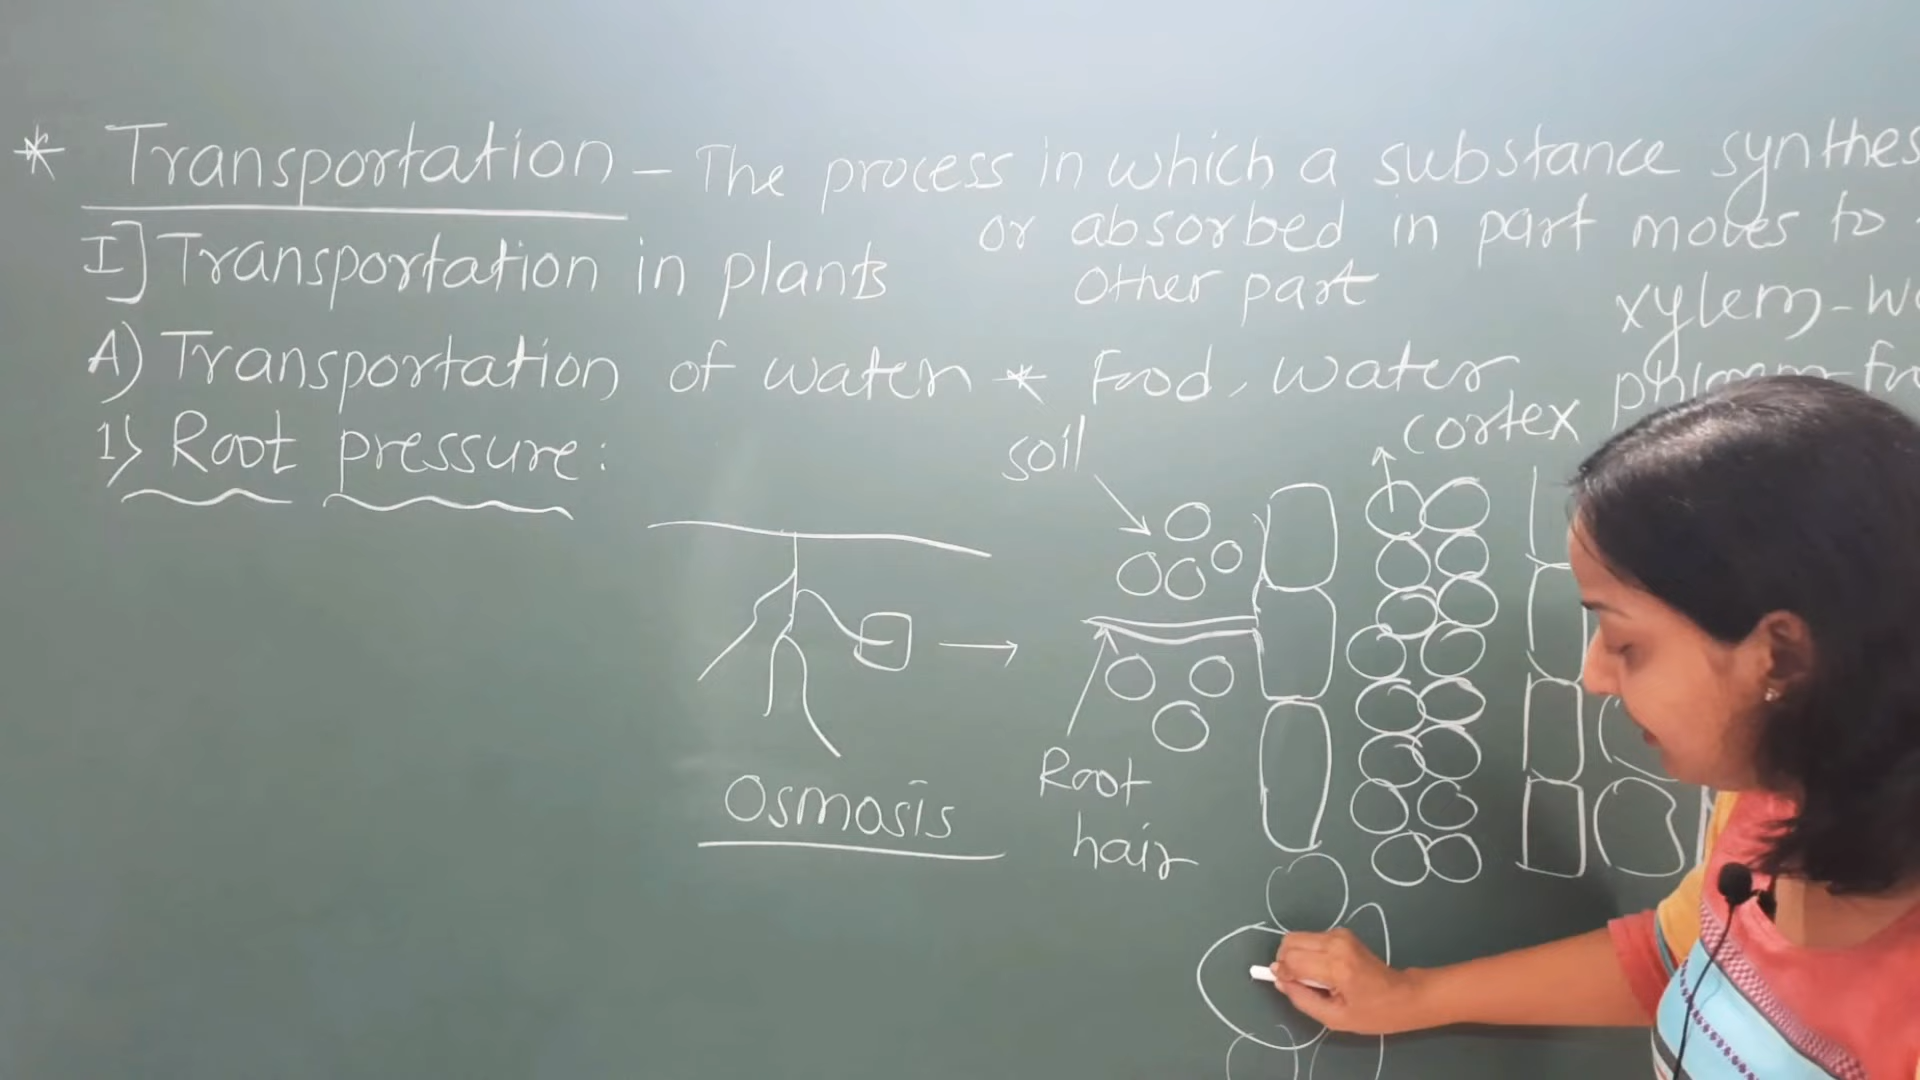 * Transportation - The process in which a substance
or absorbed in part moves to
other part
I] Transportation in plants
xylem-
A) Transportation of water * Food, water
phloem-
1) Root pressure:
soil
cortex
Osmosis
Root
hair